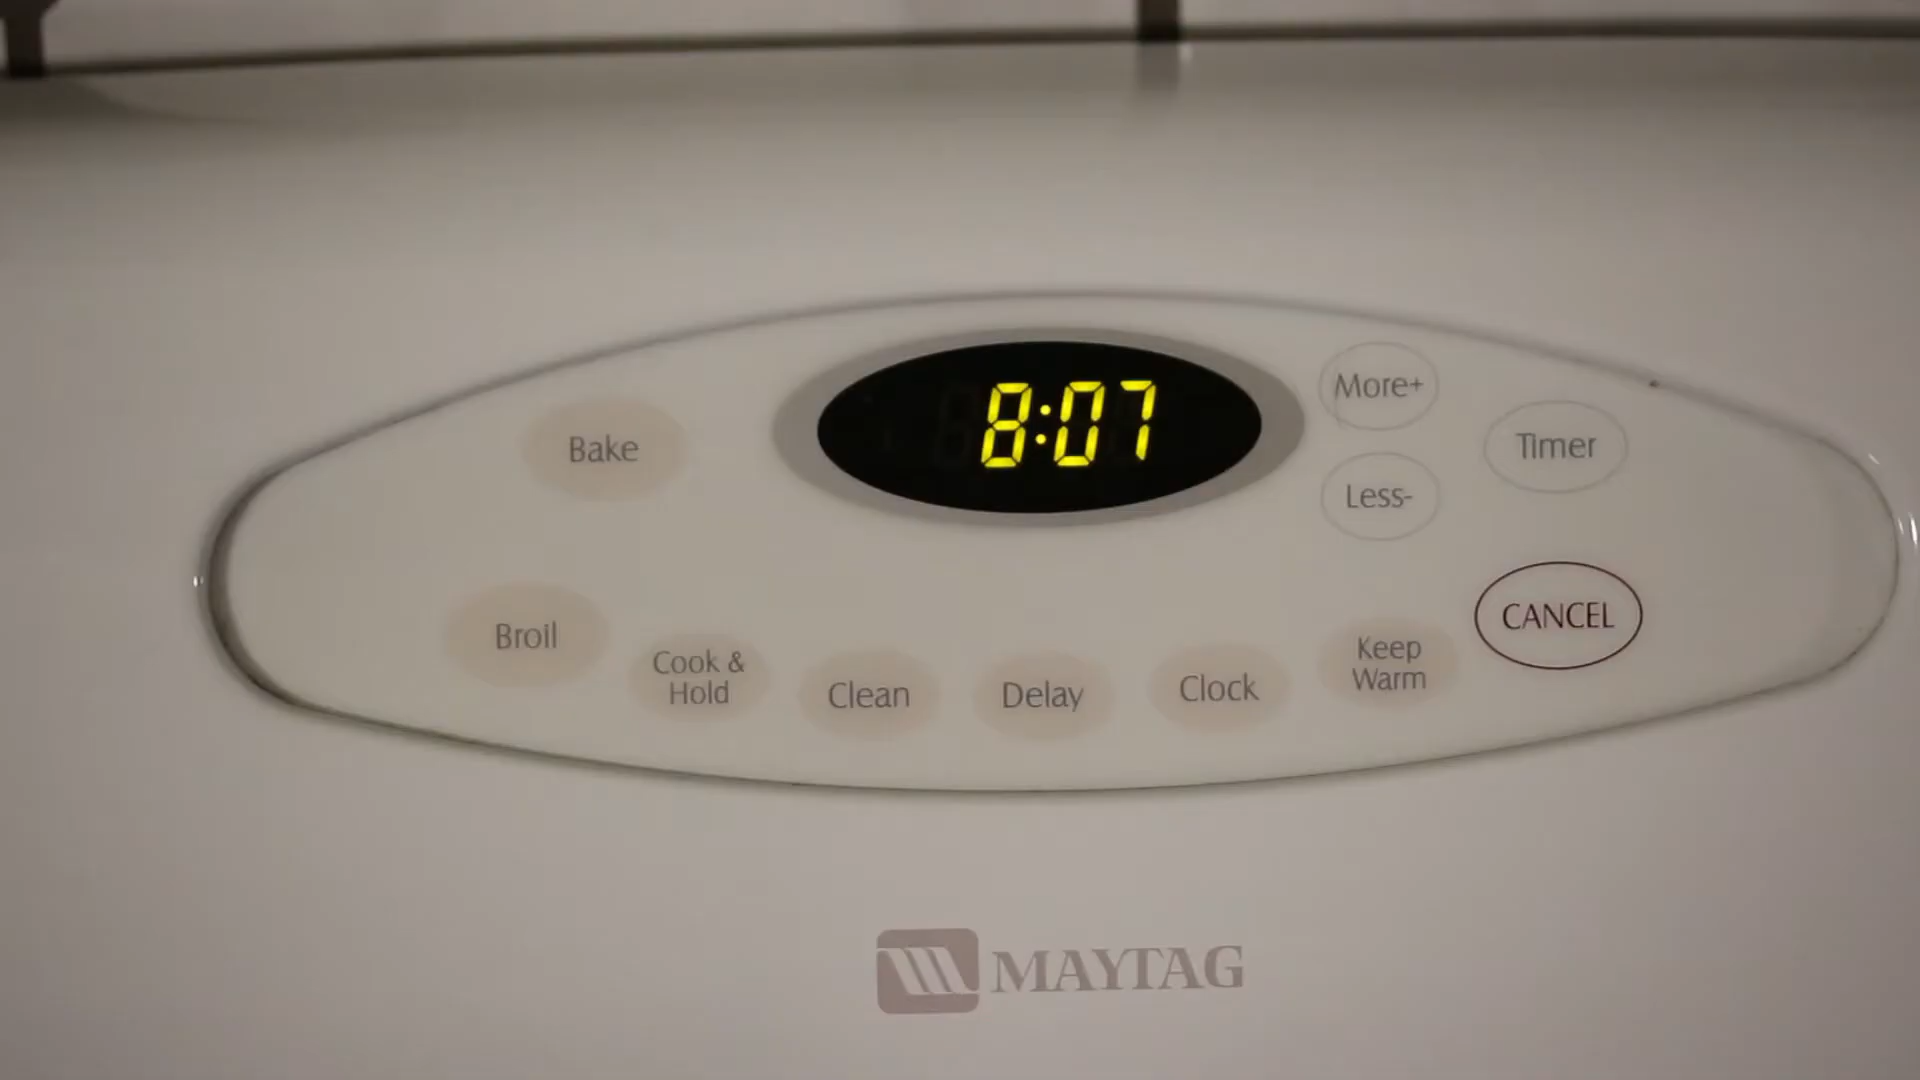 8:07
More+
Bake
Timer
Less-
Broil
Cook &
Hold
Clean
Delay
Clock
Keep
Warm
CANCEL
MAYTAG